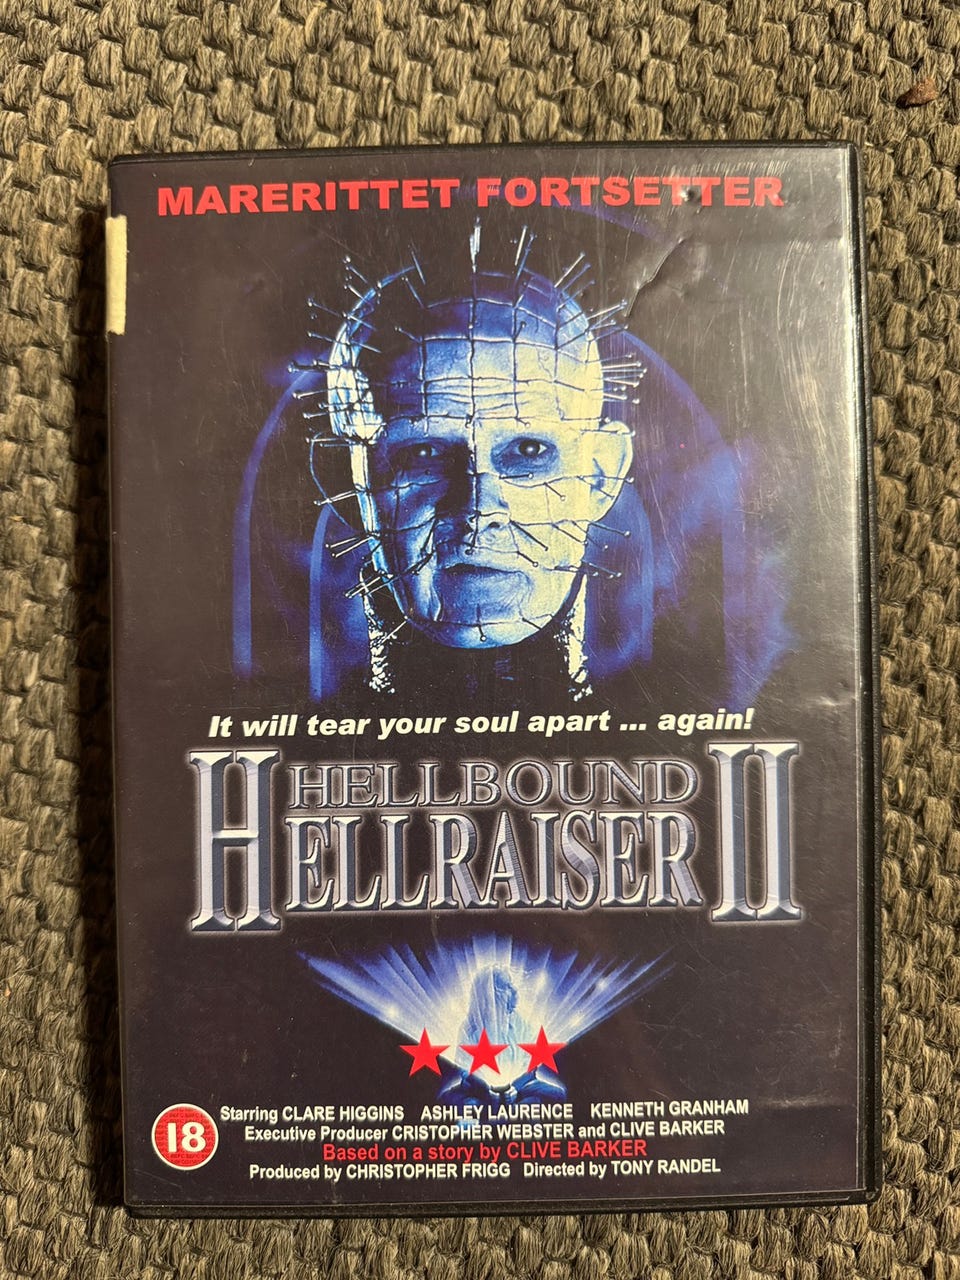 MARERITTET FORTSETTER
It will tear your soul apart ... again!
HELLBOUND
HELLRAISER II
Starring CLARE HIGGINS ASHLEY LAURENCE KENNETH GRANHAM
Executive Producer CRISTOPHER WEBSTER and CLIVE BARKER
Based on a story by CLIVE BARKER
Produced by CHRISTOPHER FRIGG Directed by TONY RANDEL
18